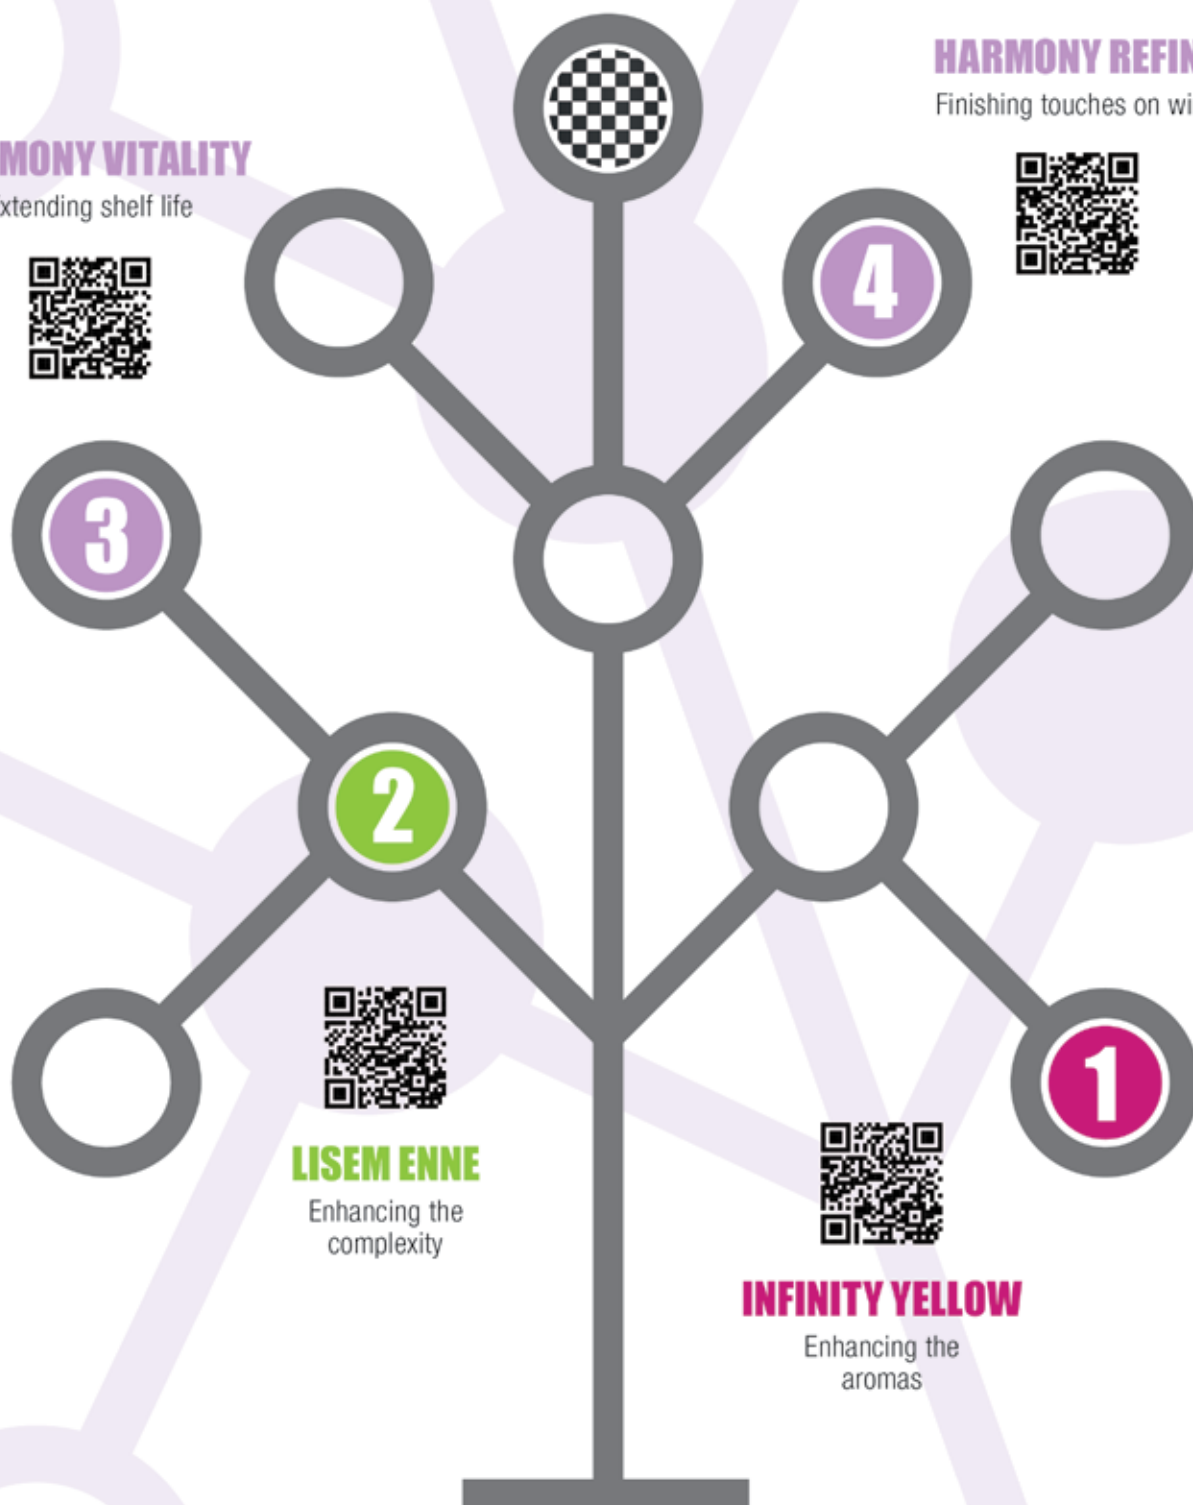 HARMONY REFIN
Finishing touches on wi
MONY VITALITY
xtending shelf life
4
3
2
1
LISEM ENNE
Enhancing the
complexity
INFINITY YELLOW
Enhancing the
aromas